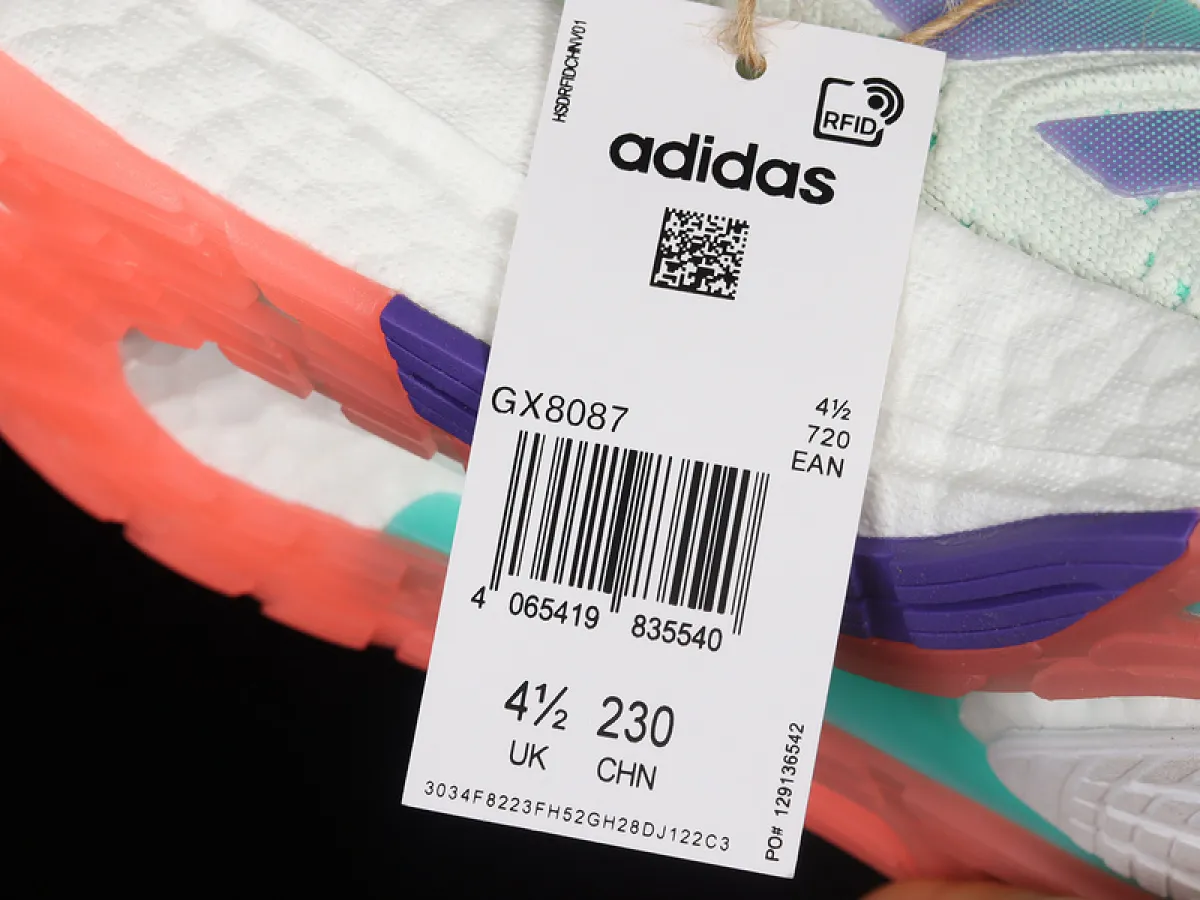 HSDRFIDCHNV01
RFID
adidas
GX8087
4½
720
EAN
4 065419 835540
4½ 230
UK CHN
3034F8223FH52GH28DJ122C3
PO# 129136542